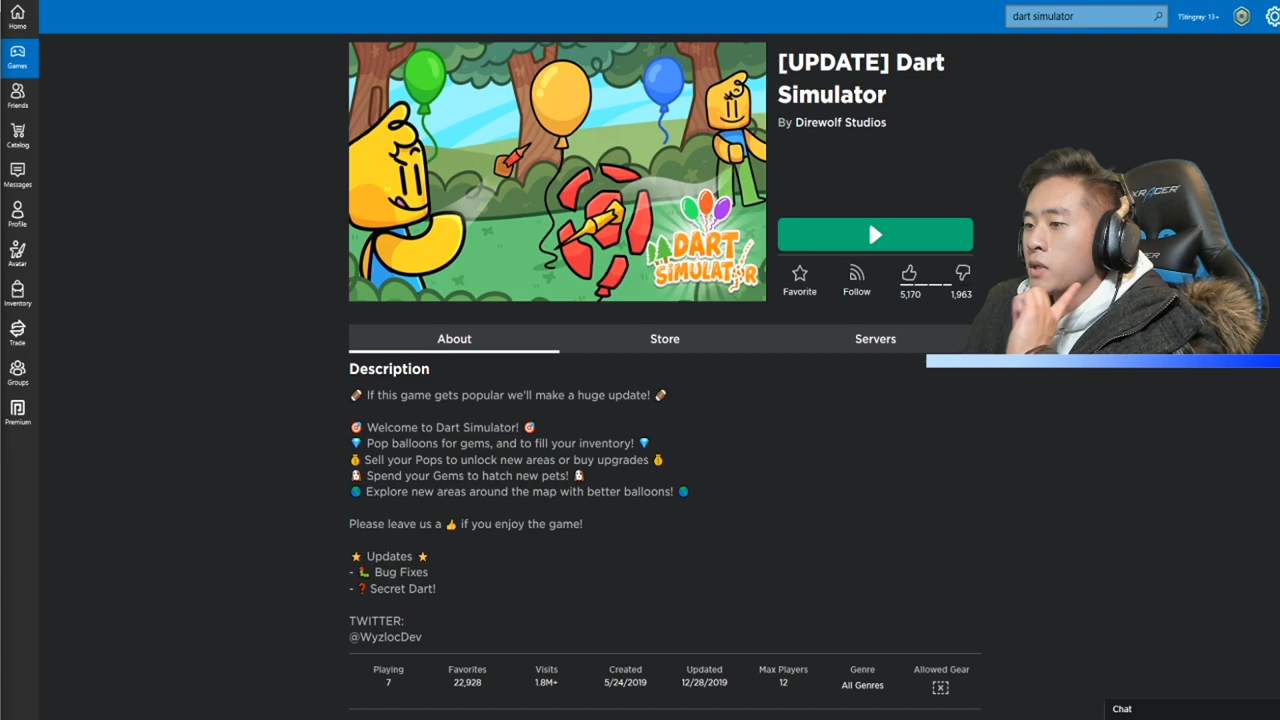 dart simulator
TStingray: 13+
Home
Games
Friends
Catalog
Messages
Profile
Avatar
Inventory
Trade
Groups
Premium
DART
SIMULATOR
[UPDATE] Dart
Simulator
By Direwolf Studios
Favorite
Follow
5,170
1,963
About
Store
Servers
Description
🏈 If this game gets popular we'll make a huge update! 🏈
🎯 Welcome to Dart Simulator! 🎯
💎 Pop balloons for gems, and to fill your inventory! 💎
💰 Sell your Pops to unlock new areas or buy upgrades 💰
🐶 Spend your Gems to hatch new pets! 🐶
🌎 Explore new areas around the map with better balloons! 🌎
Please leave us a 👍 if you enjoy the game!
⭐ Updates ⭐
- 🐛 Bug Fixes
- ❓ Secret Dart!
TWITTER:
@WyzlocDev
Playing
7
Favorites
22,928
Visits
1.8M+
Created
5/24/2019
Updated
12/28/2019
Max Players
12
Genre
All Genres
Allowed Gear
Chat